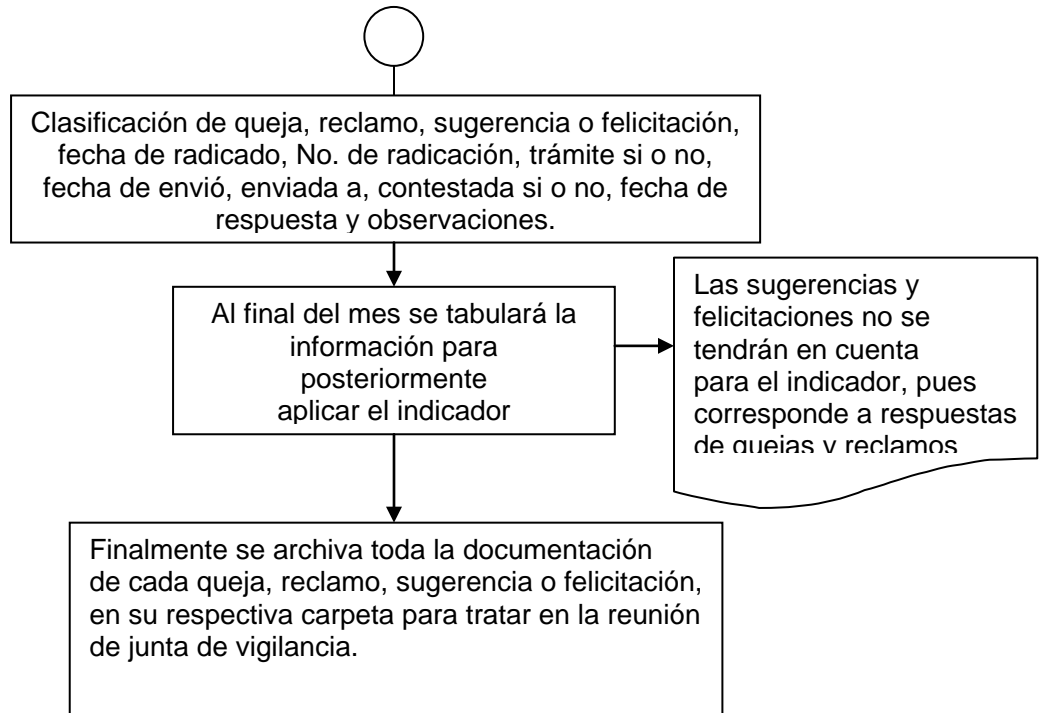 Clasificación de queja, reclamo, sugerencia o felicitación,
fecha de radicado, No. de radicación, trámite si o no,
fecha de envió, enviada a, contestada si o no, fecha de
respuesta y observaciones.
Al final del mes se tabulará la
información para
posteriormente
aplicar el indicador
Las sugerencias y
felicitaciones no se
tendrán en cuenta
para el indicador, pues
corresponde a respuestas
de quejas y reclamos
Finalmente se archiva toda la documentación
de cada queja, reclamo, sugerencia o felicitación,
en su respectiva carpeta para tratar en la reunión
de junta de vigilancia.